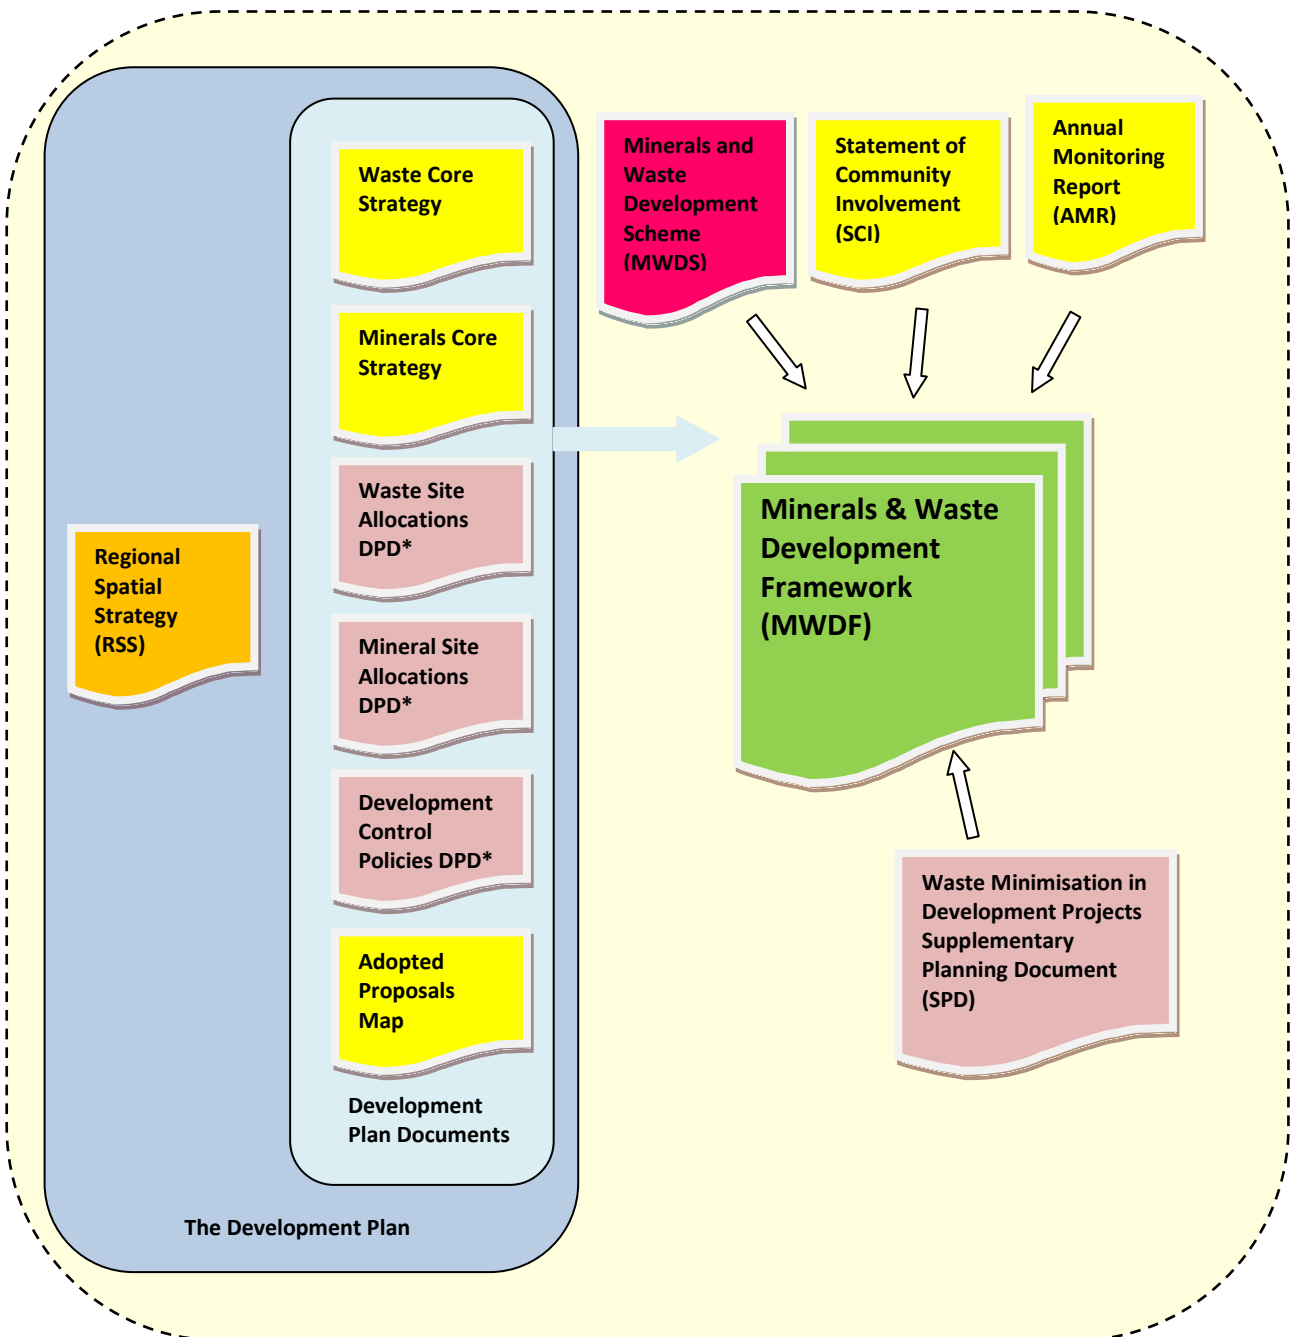 Waste Core
Strategy
Minerals Core
Strategy
Waste Site
Allocations
DPD*
Mineral Site
Allocations
DPD*
Development
Control
Policies DPD*
Adopted
Proposals
Map
Development
Plan Documents
Regional
Spatial
Strategy
(RSS)
The Development Plan
Minerals and
Waste
Development
Scheme
(MWDS)
Statement of
Community
Involvement
(SCI)
Annual
Monitoring
Report
(AMR)
Minerals & Waste
Development
Framework
(MWDF)
Waste Minimisation in
Development Projects
Supplementary
Planning Document
(SPD)